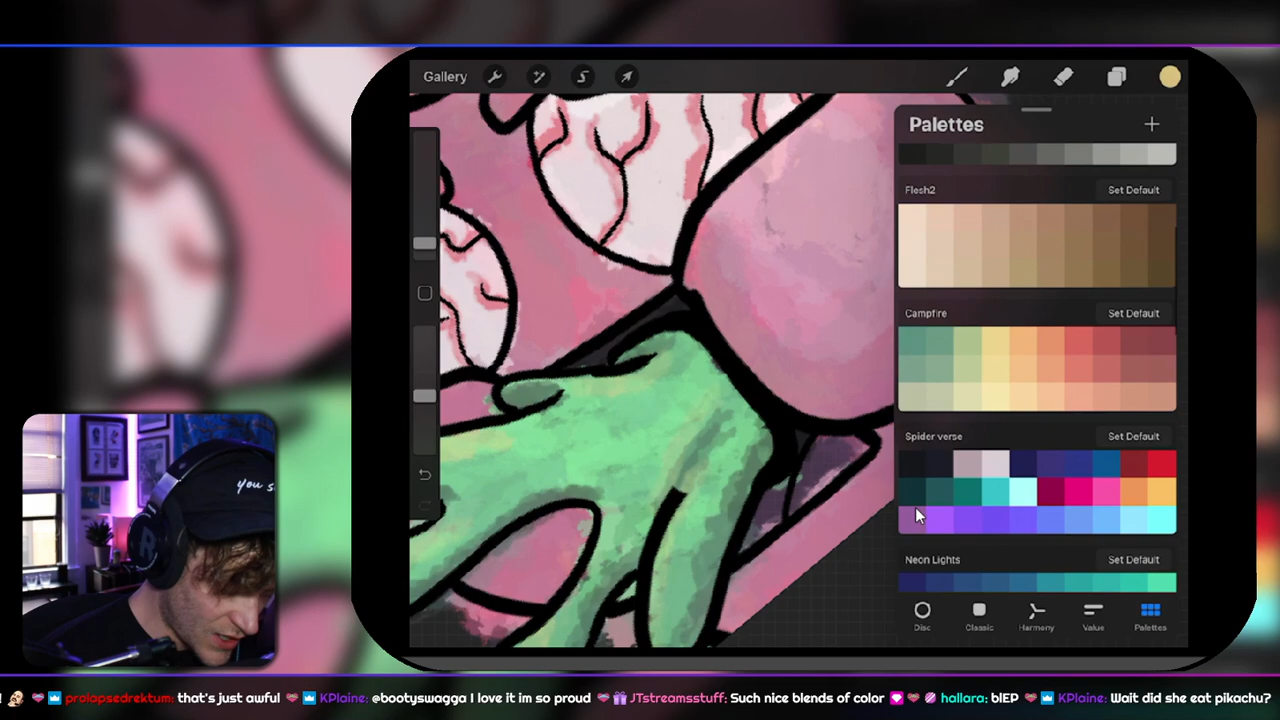 Gallery
Palettes
Flesh2
Set Default
Campfire
Set Default
Spider verse
Set Default
Neon Lights
Set Default
Disc
Classic
Harmony
Value
Palettes
you s
R
prolapsedrektum: that's just awful KPlaine: @bootyswagga I love it im so proud JTstreamsstuff: Such nice blends of color hallara: blEP KPlaine: Wait did she eat pikachu?